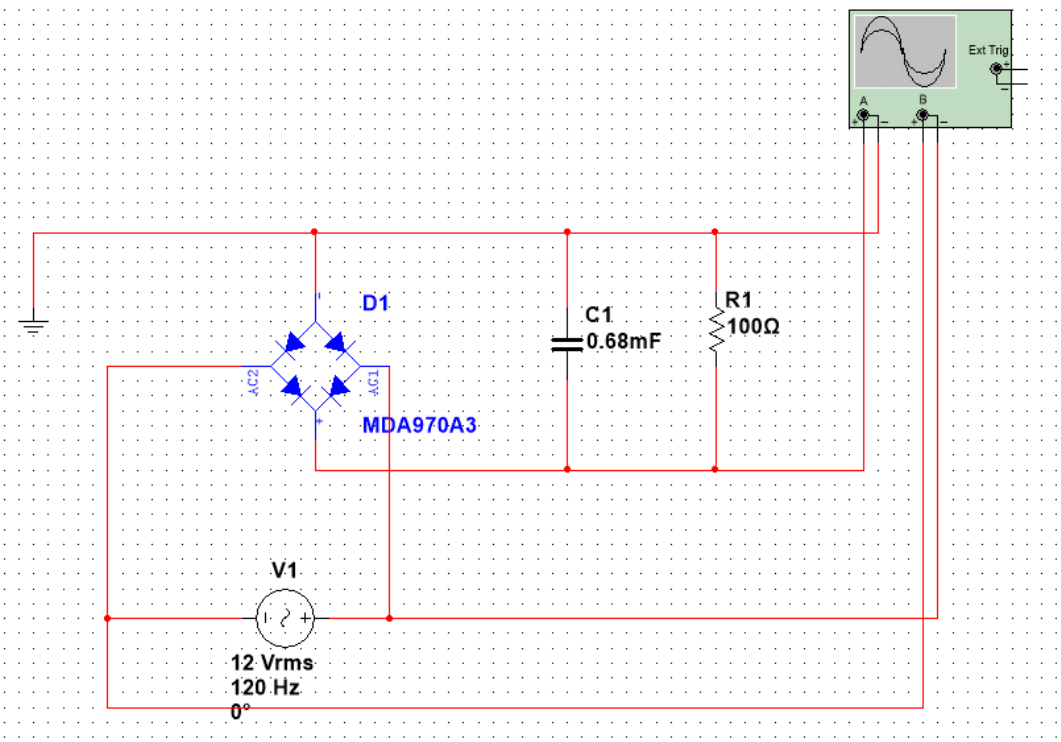 Ext Trig
+
−
A
B
+ − + −
-
D1
R1
100Ω
C1
0.68mF
AC2
AC1
+
MDA970A3
V1
+
12 Vrms
120 Hz
0°